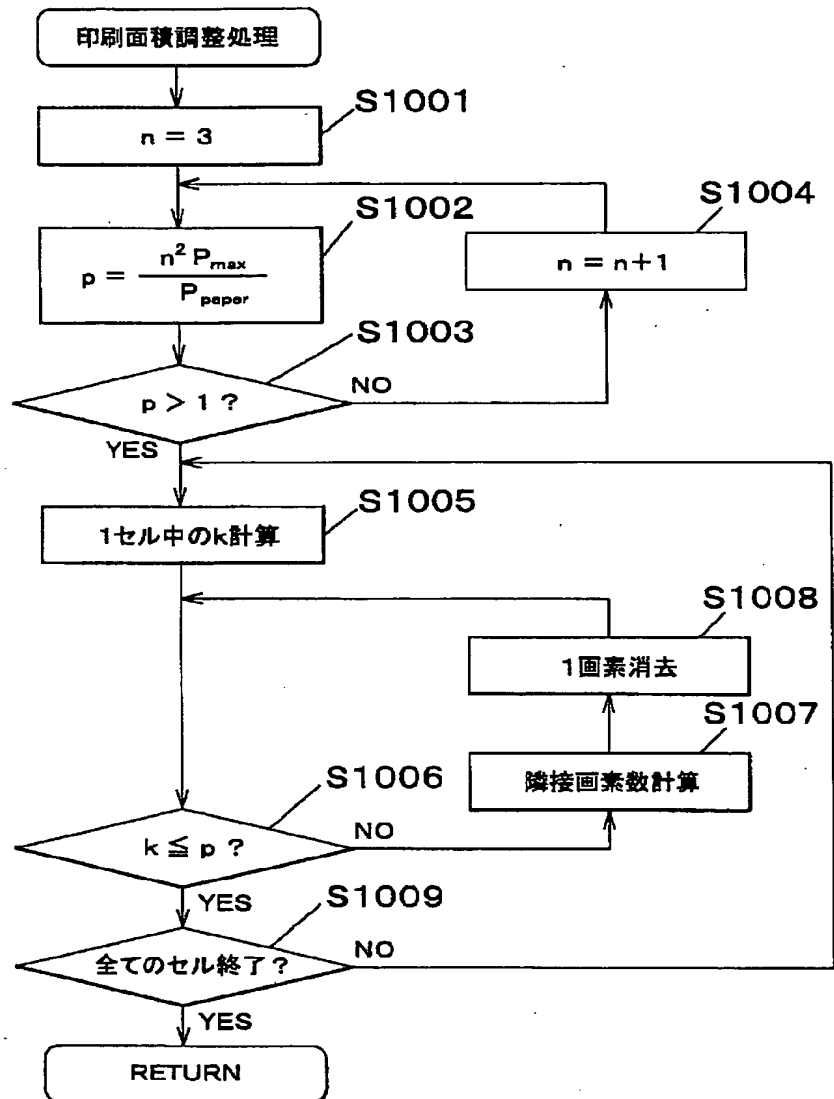 印刷面積調整処理
S1001
n = 3
S1002
S1004
p = n² Pmax / Ppaper
n = n+1
S1003
p > 1 ?
NO
YES
S1005
1セル中のk計算
S1008
1画素消去
S1007
隣接画素数計算
S1006
k ≦ p ?
NO
YES
S1009
全てのセル終了?
NO
YES
RETURN